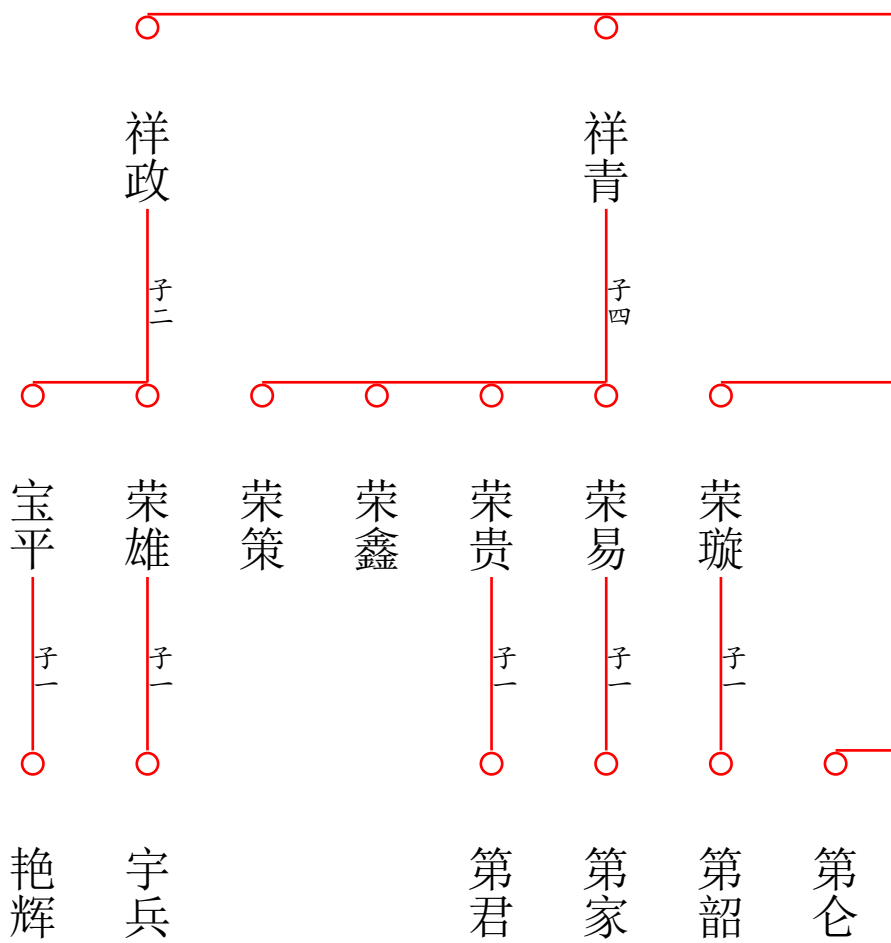 祥政
祥青
子二
子四
宝平
荣雄
荣策
荣鑫
荣贵
荣易
荣璇
子一
子一
子一
子一
子一
艳辉
宇兵
第君
第家
第韶
第仑